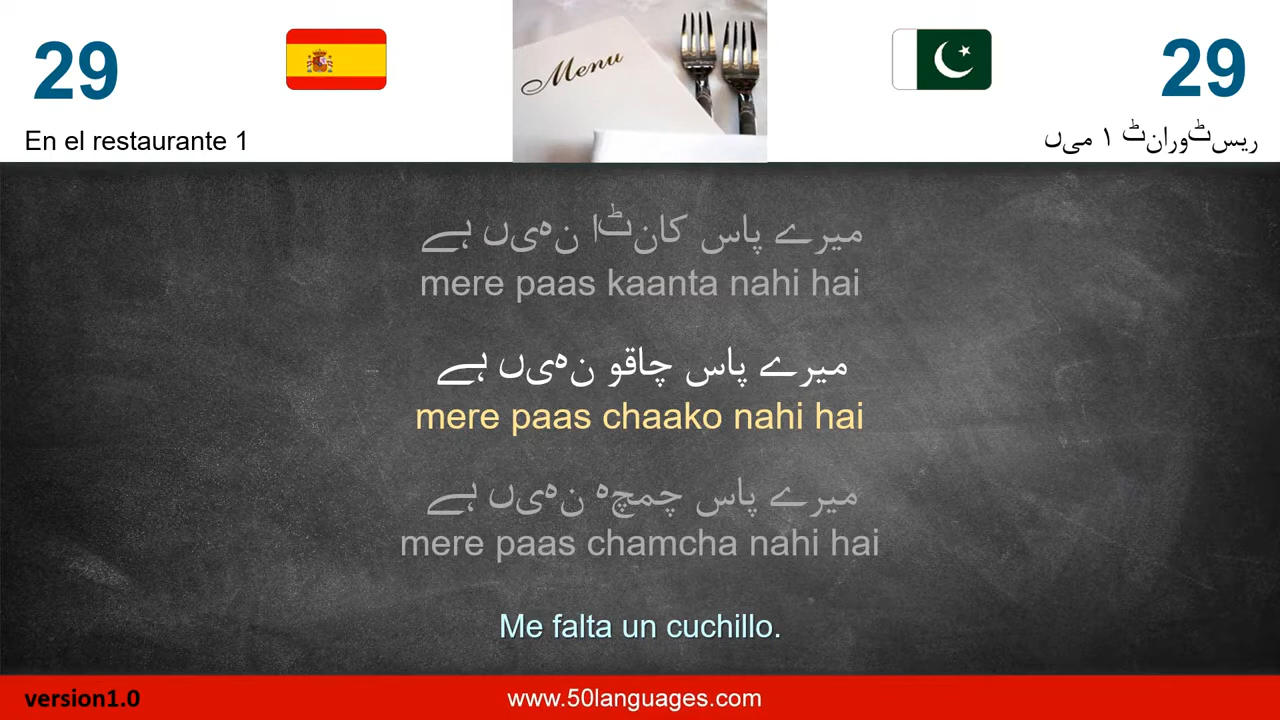 29
29
En el restaurante 1
ریسٹورانٹ ۱ میں
Menu
میرے پاس کانٹا نہیں ہے
mere paas kaanta nahi hai
میرے پاس چاقو نہیں ہے
mere paas chaako nahi hai
میرے پاس چمچہ نہیں ہے
mere paas chamcha nahi hai
Me falta un cuchillo.
version1.0
www.50languages.com